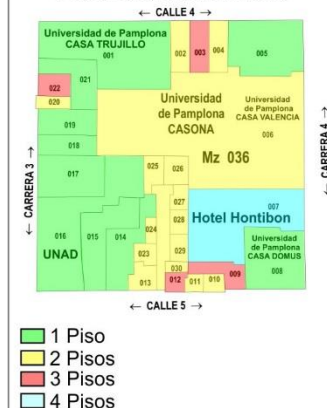 ← CALLE 4 →
Universidad de Pamplona
CASA TRUJILLO
001
002
003
004
005
021
022
020
019
018
017
Universidad
de Pamplona
CASONA
Universidad
de Pamplona
CASA VALENCIA
006
Mz 036
← CARRERA 3 →
← CARRERA 4 →
025
026
027
028
007
Hotel Hontibon
016
015
014
024
UNAD
023
029
030
Universidad
de Pamplona
CASA DOMUS
008
013
012
011
010
009
← CALLE 5 →
1 Piso
2 Pisos
3 Pisos
4 Pisos